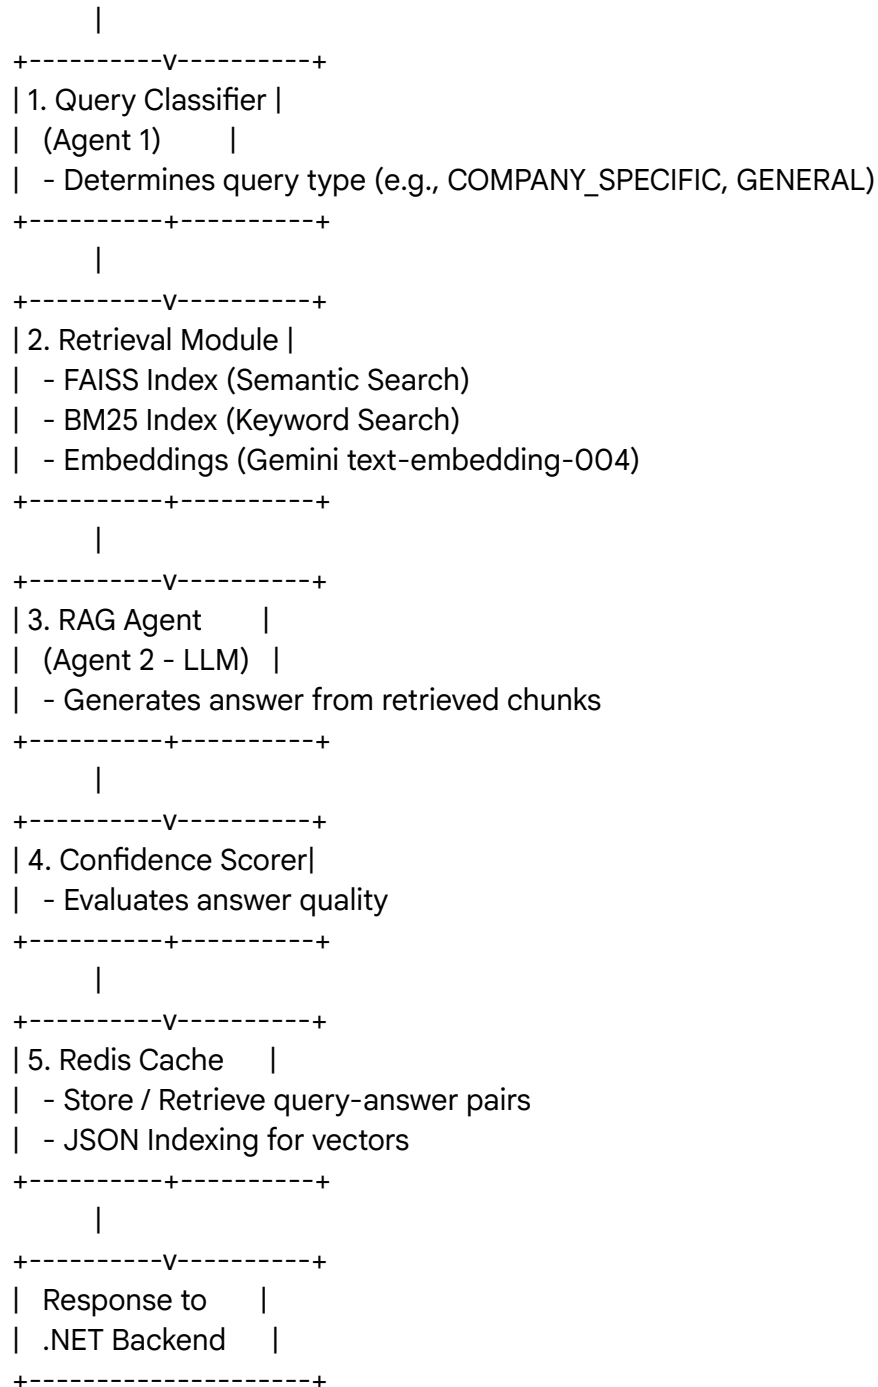 |
+----------v----------+
| 1. Query Classifier |
| (Agent 1) |
| - Determines query type (e.g., COMPANY_SPECIFIC, GENERAL)
+----------+----------+
|
+----------v----------+
| 2. Retrieval Module |
| - FAISS Index (Semantic Search)
| - BM25 Index (Keyword Search)
| - Embeddings (Gemini text-embedding-004)
+----------+----------+
|
+----------v----------+
| 3. RAG Agent |
| (Agent 2 - LLM) |
| - Generates answer from retrieved chunks
+----------+----------+
|
+----------v----------+
| 4. Confidence Scorer|
| - Evaluates answer quality
+----------+----------+
|
+----------v----------+
| 5. Redis Cache |
| - Store / Retrieve query-answer pairs
| - JSON Indexing for vectors
+----------+----------+
|
+----------v----------+
| Response to |
| .NET Backend |
+---------------------+